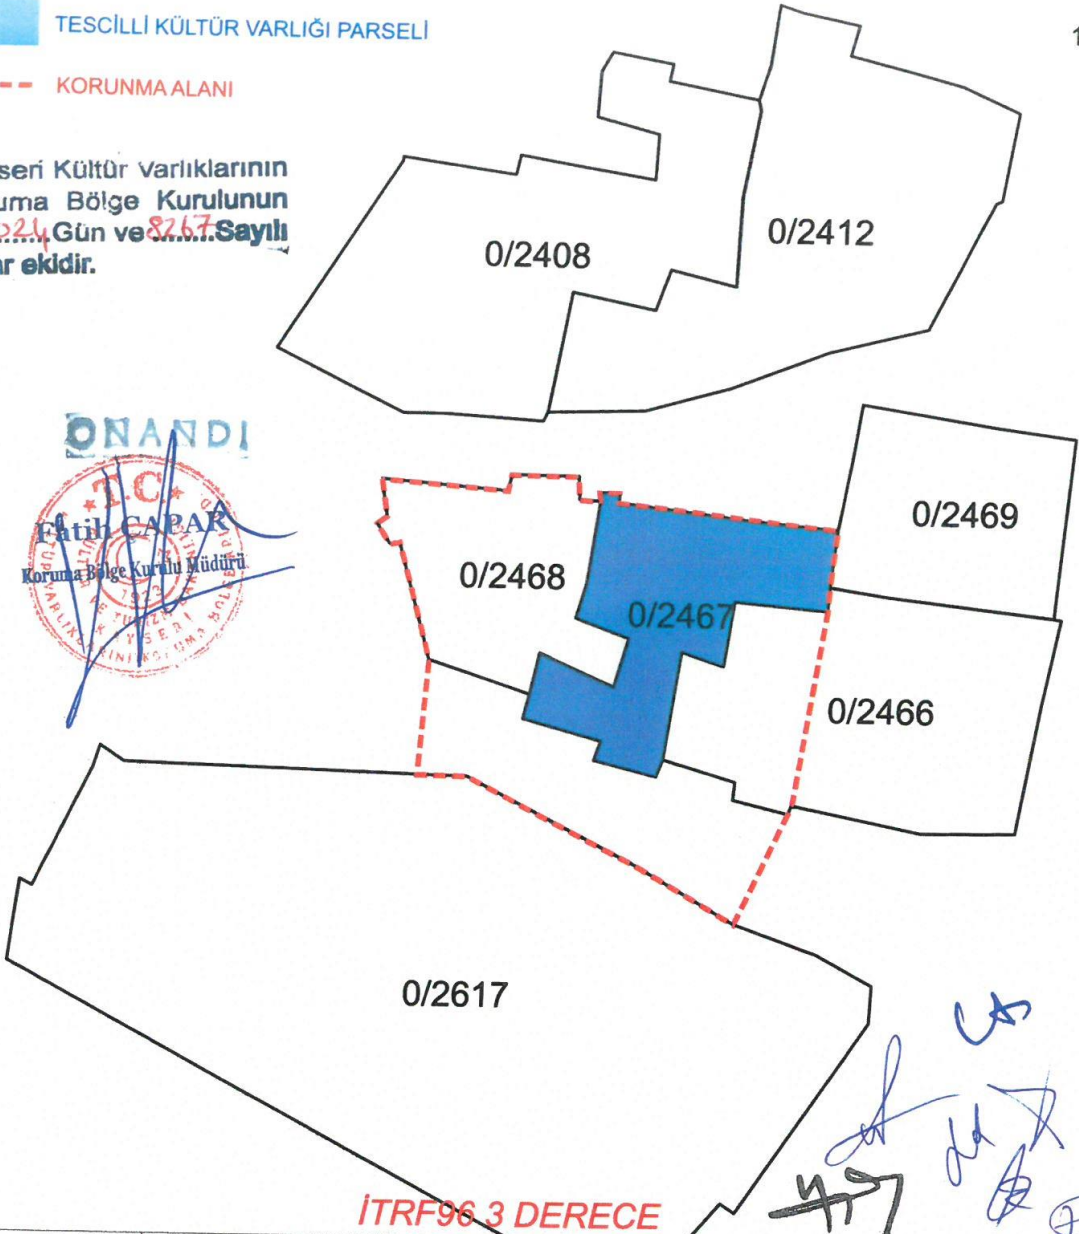 TESCİLLİ KÜLTÜR VARLIĞI PARSELİ
KORUNMA ALANI
seri Kültür Varlıklarının
uma Bölge Kurulunun
024 Gün ve 8267 Sayılı
ar ekidir.
0/2408
0/2412
ONANDI
T.C.
Fatih ÇAPAR
Koruma Bölge Kurulu Müdürü
0/2469
0/2468
0/2467
0/2466
0/2617
İTRF96 3 DERECE